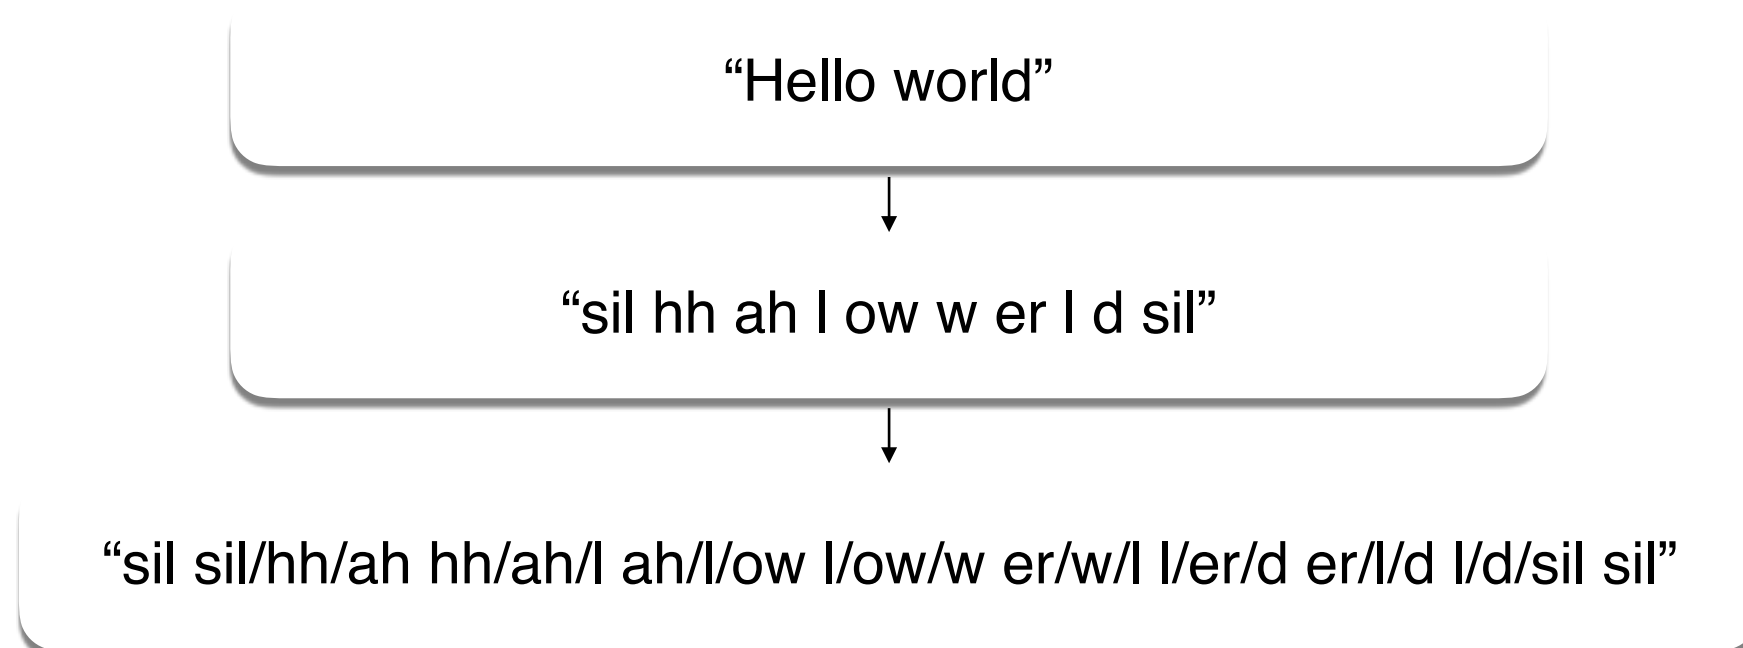 “Hello world”
“sil hh ah l ow w er l d sil”
“sil sil/hh/ah hh/ah/l ah/l/ow l/ow/w er/w/l l/er/d er/l/d l/d/sil sil”